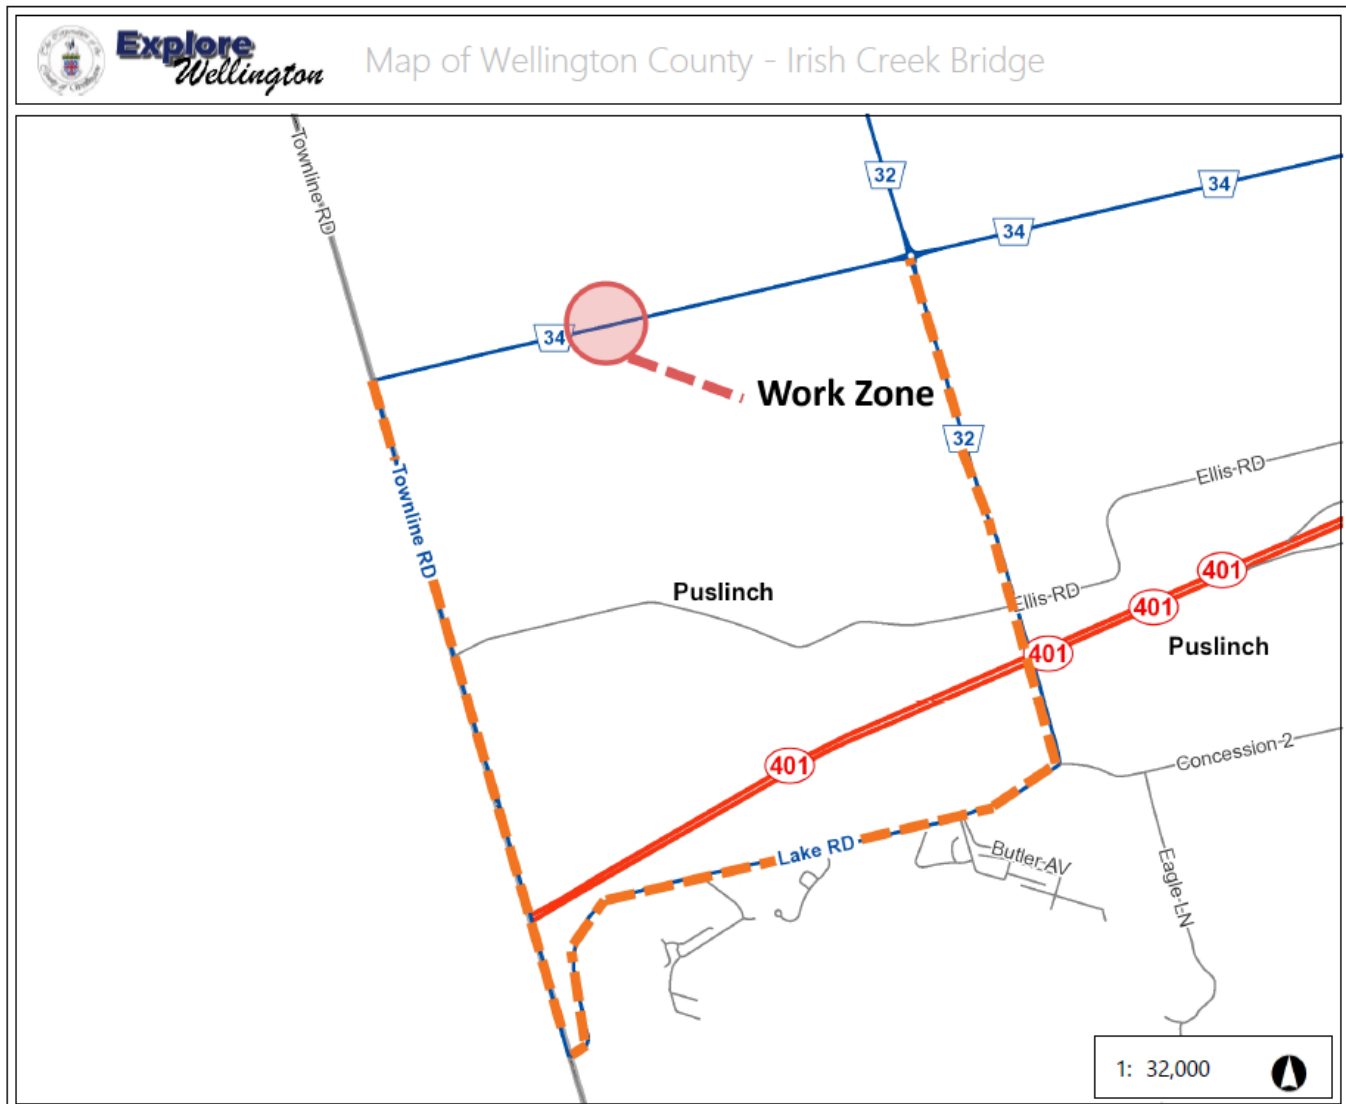 Explore
Wellington
Map of Wellington County - Irish Creek Bridge
Townline RD
32
34
34
34
Work Zone
32
Townline RD
Ellis RD
401
Puslinch
Ellis RD
401
401
Puslinch
401
Concession 2
Lake RD
Butler AV
Eagle LN
1: 32,000